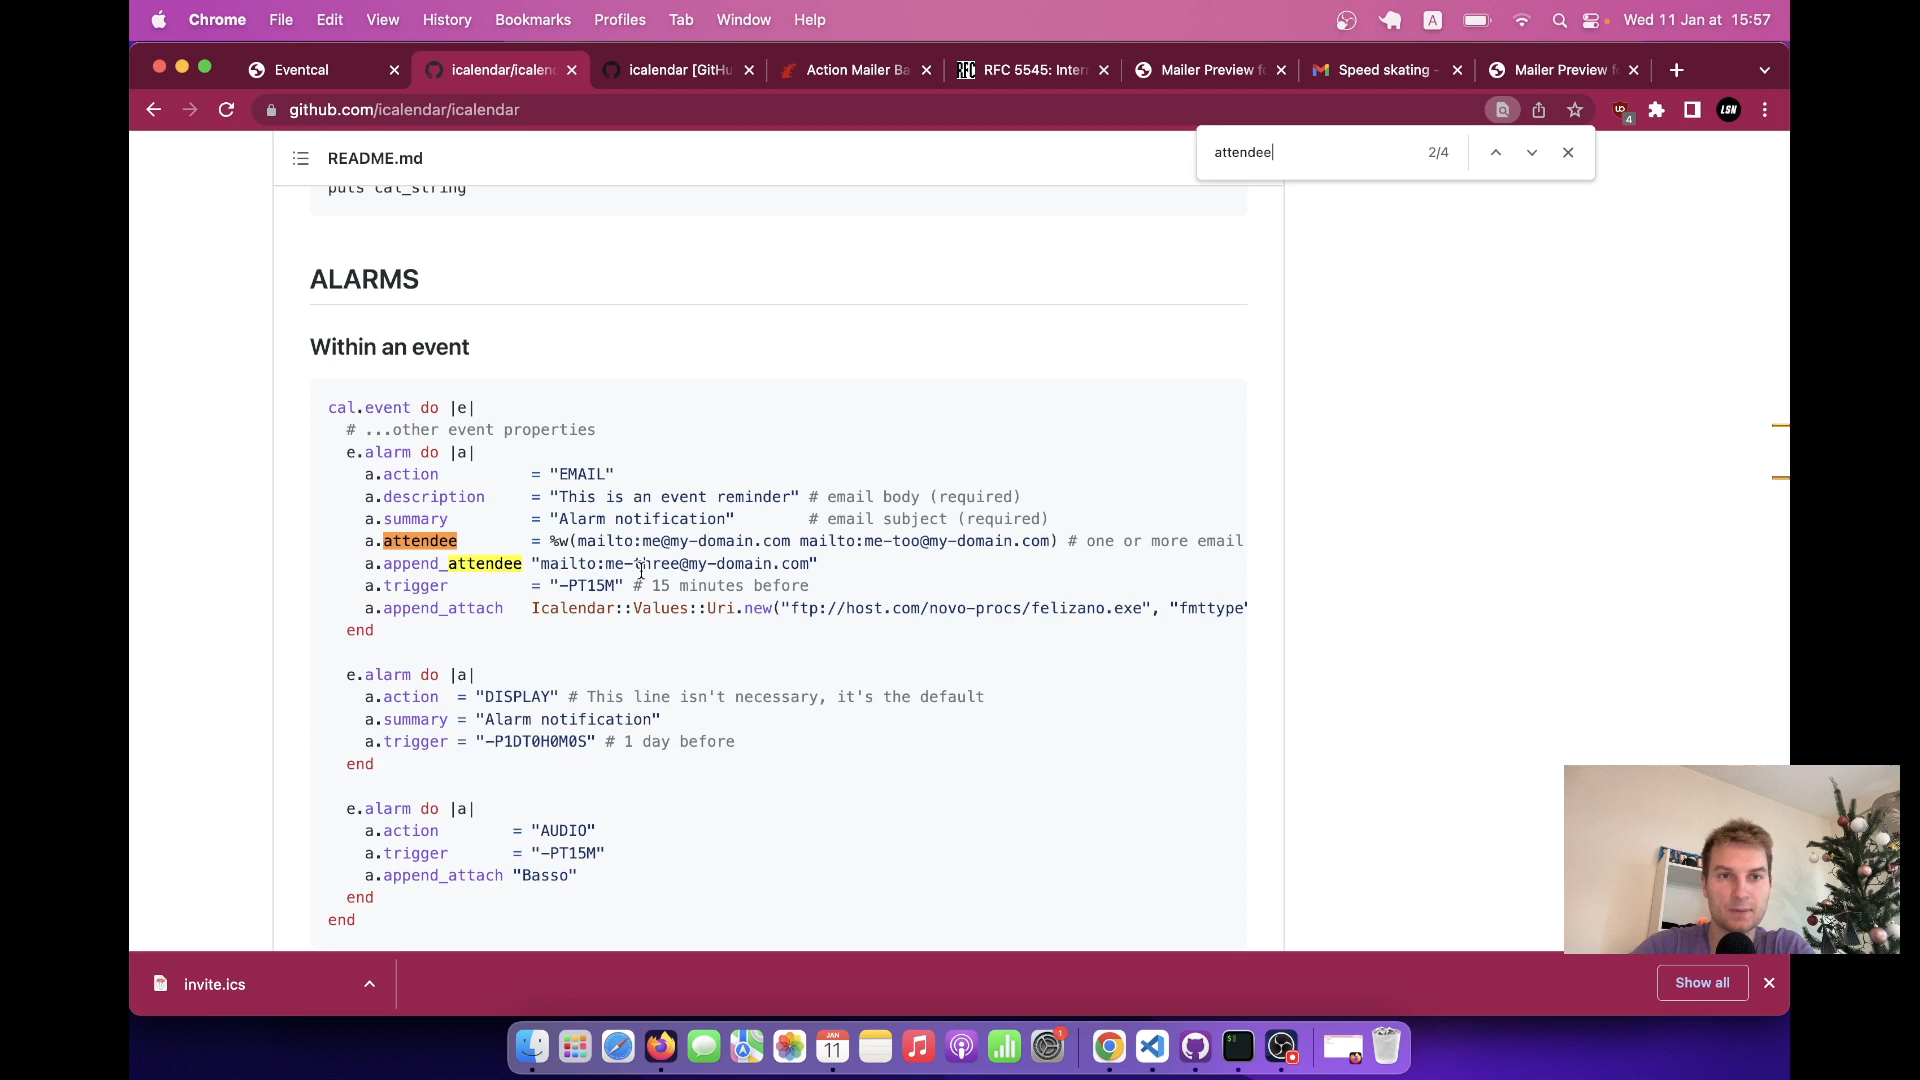 Chrome File Edit View History Bookmarks Profiles Tab Window Help
A Wed 11 Jan at 15:57
Eventcal
icalendar/icalen
icalendar [GitHu
Action Mailer Ba
RFC RFC 5545: Inter
Mailer Preview f
Speed skating -
Mailer Preview f
github.com/icalendar/icalendar
4
LSN
attendee 2/4
README.md
puts cal_string
ALARMS
Within an event
cal.event do |e|
# ...other event properties
e.alarm do |a|
a.action = "EMAIL"
a.description = "This is an event reminder" # email body (required)
a.summary = "Alarm notification" # email subject (required)
a.attendee = %w(mailto:me@my-domain.com mailto:me-too@my-domain.com) # one or more email
a.append_attendee "mailto:me-three@my-domain.com"
a.trigger = "-PT15M" # 15 minutes before
a.append_attach Icalendar::Values::Uri.new("ftp://host.com/novo-procs/felizano.exe", "fmttype"
end
e.alarm do |a|
a.action = "DISPLAY" # This line isn't necessary, it's the default
a.summary = "Alarm notification"
a.trigger = "-P1DT0H0M0S" # 1 day before
end
e.alarm do |a|
a.action = "AUDIO"
a.trigger = "-PT15M"
a.append_attach "Basso"
end
end
invite.ics
Show all
JAN
11
1